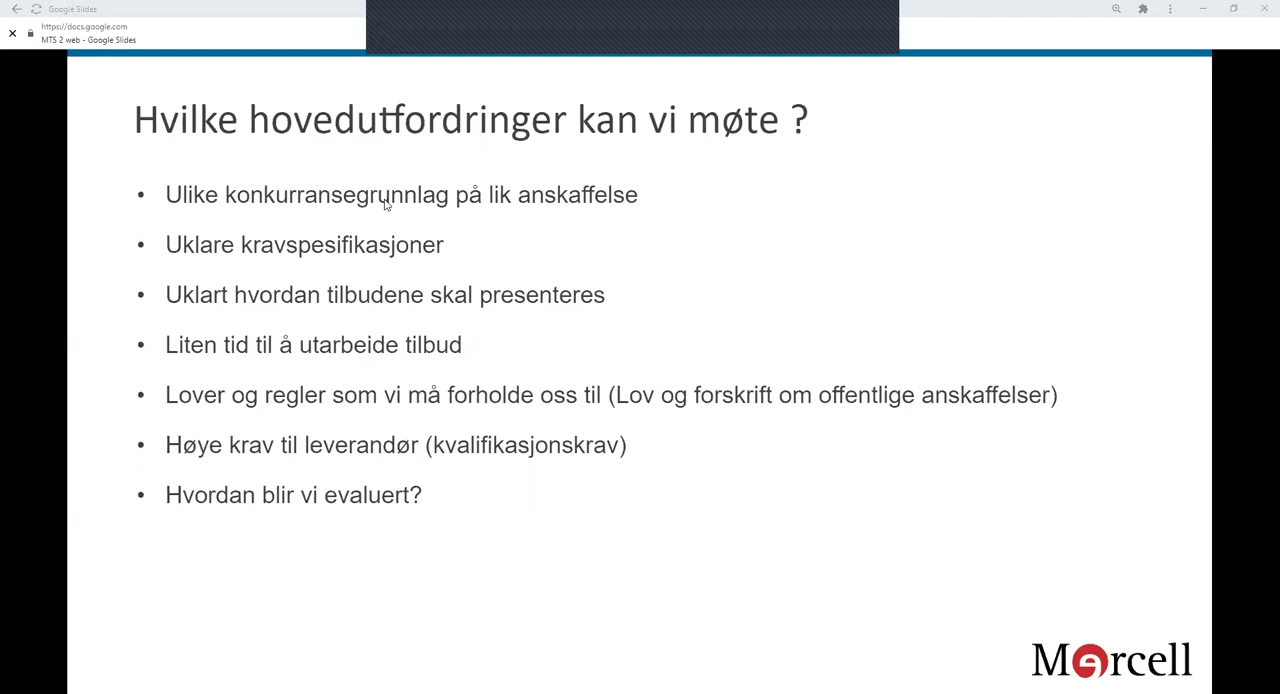 Google Slides
https://docs.google.com
MTS 2 web - Google Slides
Hvilke hovedutfordringer kan vi møte ?
• Ulike konkurransegrunnlag på lik anskaffelse
• Uklare kravspesifikasjoner
• Uklart hvordan tilbudene skal presenteres
• Liten tid til å utarbeide tilbud
• Lover og regler som vi må forholde oss til (Lov og forskrift om offentlige anskaffelser)
• Høye krav til leverandør (kvalifikasjonskrav)
• Hvordan blir vi evaluert?
Mercell